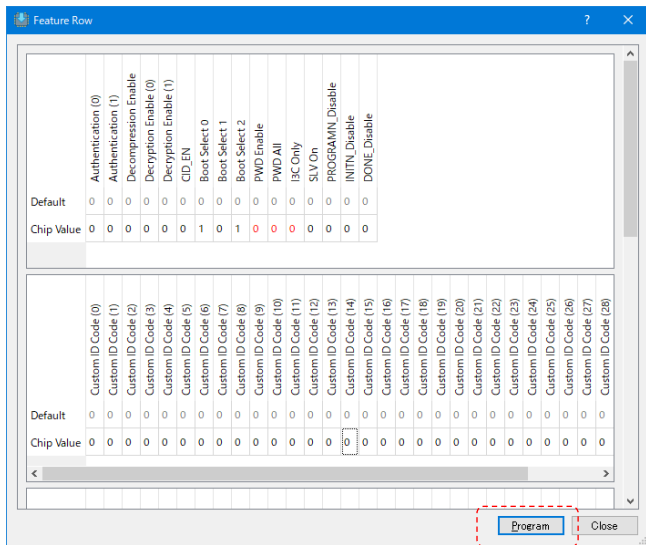 Feature Row
Authentication (0) Authentication (1) Decompression Enable Decryption Enable (0) Decryption Enable (1) CID_EN Boot Select 0 Boot Select 1 Boot Select 2 PWD Enable PWD All I3C Only SLV On PROGRAMN_Disable INITN_Disable DONE_Disable
Default 0 0 0 0 0 0 0 0 0 0 0 0 0 0 0 0
Chip Value 0 0 0 0 0 0 1 0 1 0 0 0 0 0 0 0
Custom ID Code (0) Custom ID Code (1) Custom ID Code (2) Custom ID Code (3) Custom ID Code (4) Custom ID Code (5) Custom ID Code (6) Custom ID Code (7) Custom ID Code (8) Custom ID Code (9) Custom ID Code (10) Custom ID Code (11) Custom ID Code (12) Custom ID Code (13) Custom ID Code (14) Custom ID Code (15) Custom ID Code (16) Custom ID Code (17) Custom ID Code (18) Custom ID Code (19) Custom ID Code (20) Custom ID Code (21) Custom ID Code (22) Custom ID Code (23) Custom ID Code (24) Custom ID Code (25) Custom ID Code (26) Custom ID Code (27) Custom ID Code (28)
Default 0 0 0 0 0 0 0 0 0 0 0 0 0 0 0 0 0 0 0 0 0 0 0 0 0 0 0 0 0
Chip Value 0 0 0 0 0 0 0 0 0 0 0 0 0 0 0 0 0 0 0 0 0 0 0 0 0 0 0 0 0
Program Close